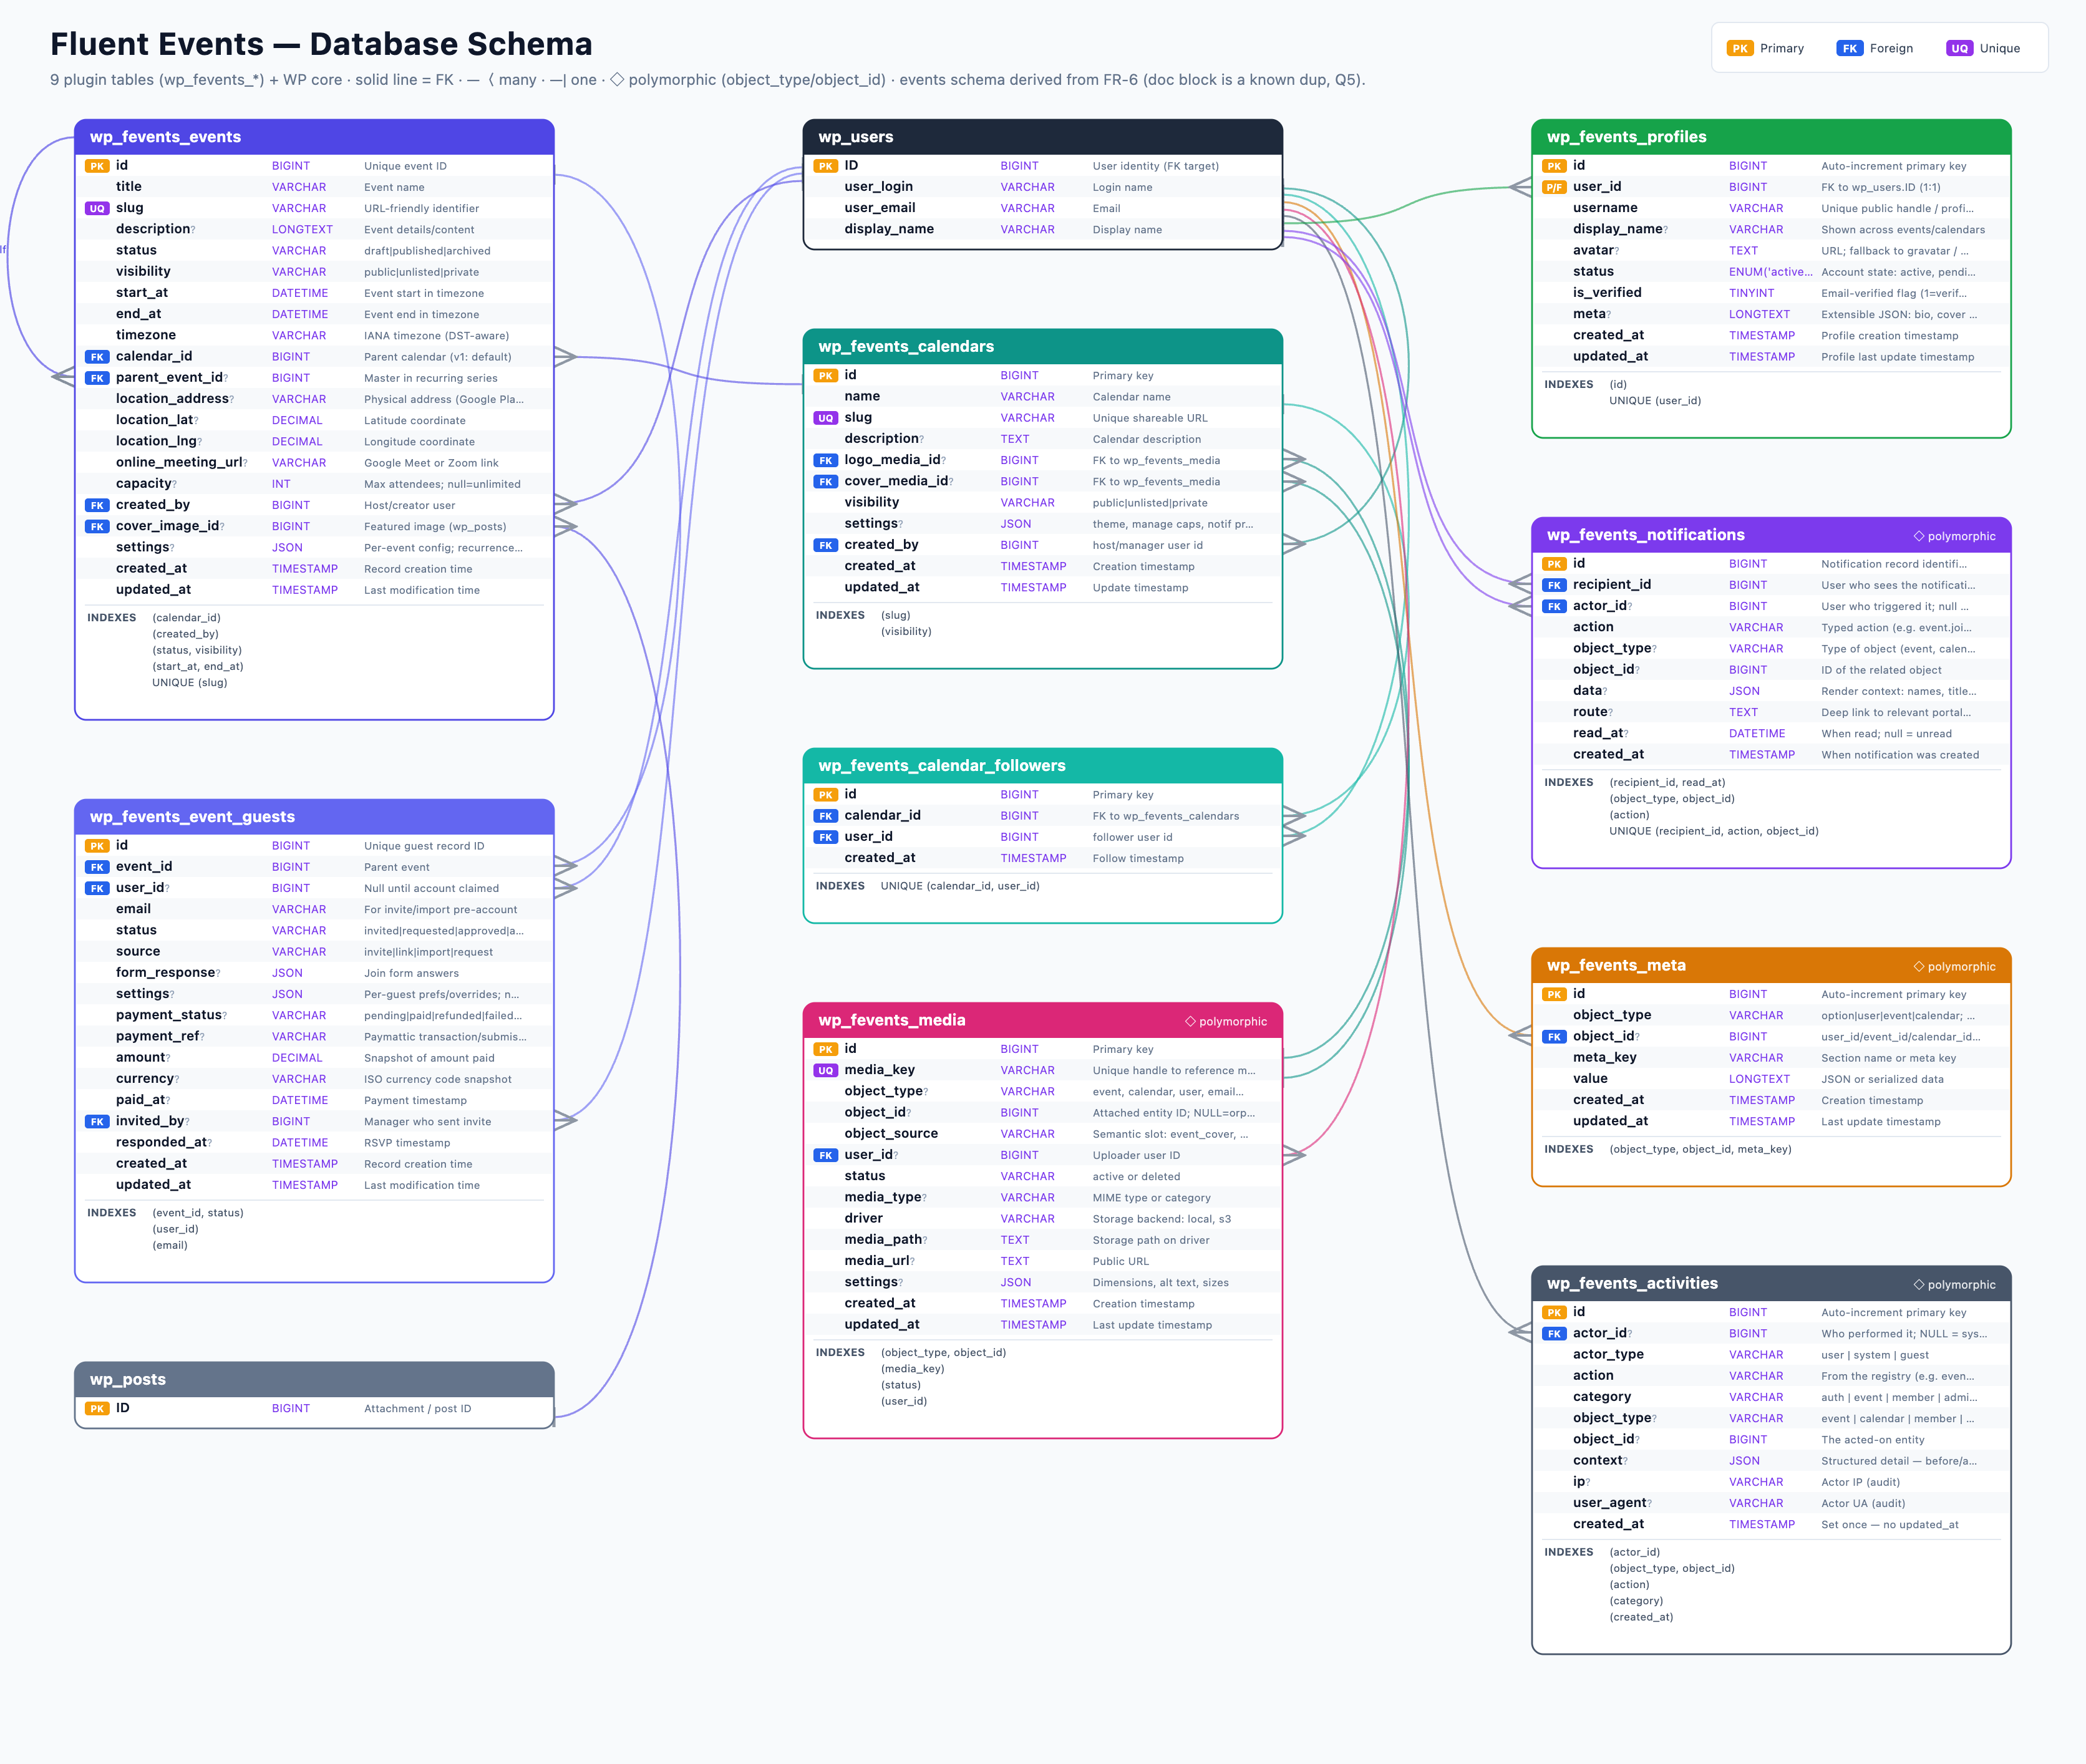 Fluent Events — Database Schema
9 plugin tables (wp_fevents_*) + WP core · solid line = FK · —〈 many · —| one · ◇ polymorphic (object_type/object_id) · events schema derived from FR-6 (doc block is a known dup, Q5).
PK Primary FK Foreign UQ Unique
wp_fevents_events
PK id BIGINT Unique event ID
title VARCHAR Event name
UQ slug VARCHAR URL-friendly identifier
description? LONGTEXT Event details/content
status VARCHAR draft|published|archived
visibility VARCHAR public|unlisted|private
start_at DATETIME Event start in timezone
end_at DATETIME Event end in timezone
timezone VARCHAR IANA timezone (DST-aware)
FK calendar_id BIGINT Parent calendar (v1: default)
FK parent_event_id? BIGINT Master in recurring series
location_address? VARCHAR Physical address (Google Pla...
location_lat? DECIMAL Latitude coordinate
location_lng? DECIMAL Longitude coordinate
online_meeting_url? VARCHAR Google Meet or Zoom link
capacity? INT Max attendees; null=unlimited
FK created_by BIGINT Host/creator user
FK cover_image_id? BIGINT Featured image (wp_posts)
settings? JSON Per-event config; recurrence...
created_at TIMESTAMP Record creation time
updated_at TIMESTAMP Last modification time
INDEXES (calendar_id)
(created_by)
(status, visibility)
(start_at, end_at)
UNIQUE (slug)
wp_fevents_event_guests
PK id BIGINT Unique guest record ID
FK event_id BIGINT Parent event
FK user_id? BIGINT Null until account claimed
email VARCHAR For invite/import pre-account
status VARCHAR invited|requested|approved|a...
source VARCHAR invite|link|import|request
form_response? JSON Join form answers
settings? JSON Per-guest prefs/overrides; n...
payment_status? VARCHAR pending|paid|refunded|failed...
payment_ref? VARCHAR Paymattic transaction/submis...
amount? DECIMAL Snapshot of amount paid
currency? VARCHAR ISO currency code snapshot
paid_at? DATETIME Payment timestamp
FK invited_by? BIGINT Manager who sent invite
responded_at? DATETIME RSVP timestamp
created_at TIMESTAMP Record creation time
updated_at TIMESTAMP Last modification time
INDEXES (event_id, status)
(user_id)
(email)
wp_posts
PK ID BIGINT Attachment / post ID
wp_users
PK ID BIGINT User identity (FK target)
user_login VARCHAR Login name
user_email VARCHAR Email
display_name VARCHAR Display name
wp_fevents_calendars
PK id BIGINT Primary key
name VARCHAR Calendar name
UQ slug VARCHAR Unique shareable URL
description? TEXT Calendar description
FK logo_media_id? BIGINT FK to wp_fevents_media
FK cover_media_id? BIGINT FK to wp_fevents_media
visibility VARCHAR public|unlisted|private
settings? JSON theme, manage caps, notif pr...
FK created_by BIGINT host/manager user id
created_at TIMESTAMP Creation timestamp
updated_at TIMESTAMP Update timestamp
INDEXES (slug)
(visibility)
wp_fevents_calendar_followers
PK id BIGINT Primary key
FK calendar_id BIGINT FK to wp_fevents_calendars
FK user_id BIGINT follower user id
created_at TIMESTAMP Follow timestamp
INDEXES UNIQUE (calendar_id, user_id)
wp_fevents_media ◇ polymorphic
PK id BIGINT Primary key
UQ media_key VARCHAR Unique handle to reference m...
object_type? VARCHAR event, calendar, user, email...
object_id? BIGINT Attached entity ID; NULL=orp...
object_source VARCHAR Semantic slot: event_cover, ...
FK user_id? BIGINT Uploader user ID
status VARCHAR active or deleted
media_type? VARCHAR MIME type or category
driver VARCHAR Storage backend: local, s3
media_path? TEXT Storage path on driver
media_url? TEXT Public URL
settings? JSON Dimensions, alt text, sizes
created_at TIMESTAMP Creation timestamp
updated_at TIMESTAMP Last update timestamp
INDEXES (object_type, object_id)
(media_key)
(status)
(user_id)
wp_fevents_profiles
PK id BIGINT Auto-increment primary key
P/F user_id BIGINT FK to wp_users.ID (1:1)
username VARCHAR Unique public handle / profi...
display_name? VARCHAR Shown across events/calendars
avatar? TEXT URL; fallback to gravatar / ...
status ENUM('active... Account state: active, pendi...
is_verified TINYINT Email-verified flag (1=verif...
meta? LONGTEXT Extensible JSON: bio, cover ...
created_at TIMESTAMP Profile creation timestamp
updated_at TIMESTAMP Profile last update timestamp
INDEXES (id)
UNIQUE (user_id)
wp_fevents_notifications ◇ polymorphic
PK id BIGINT Notification record identifi...
FK recipient_id BIGINT User who sees the notificati...
FK actor_id? BIGINT User who triggered it; null ...
action VARCHAR Typed action (e.g. event.joi...
object_type? VARCHAR Type of object (event, calen...
object_id? BIGINT ID of the related object
data? JSON Render context: names, title...
route? TEXT Deep link to relevant portal...
read_at? DATETIME When read; null = unread
created_at TIMESTAMP When notification was created
INDEXES (recipient_id, read_at)
(object_type, object_id)
(action)
UNIQUE (recipient_id, action, object_id)
wp_fevents_meta ◇ polymorphic
PK id BIGINT Auto-increment primary key
object_type VARCHAR option|user|event|calendar; ...
FK object_id? BIGINT user_id/event_id/calendar_id...
meta_key VARCHAR Section name or meta key
value LONGTEXT JSON or serialized data
created_at TIMESTAMP Creation timestamp
updated_at TIMESTAMP Last update timestamp
INDEXES (object_type, object_id, meta_key)
wp_fevents_activities ◇ polymorphic
PK id BIGINT Auto-increment primary key
FK actor_id? BIGINT Who performed it; NULL = sys...
actor_type VARCHAR user | system | guest
action VARCHAR From the registry (e.g. even...
category VARCHAR auth | event | member | admi...
object_type? VARCHAR event | calendar | member | ...
object_id? BIGINT The acted-on entity
context? JSON Structured detail — before/a...
ip? VARCHAR Actor IP (audit)
user_agent? VARCHAR Actor UA (audit)
created_at TIMESTAMP Set once — no updated_at
INDEXES (actor_id)
(object_type, object_id)
(action)
(category)
(created_at)